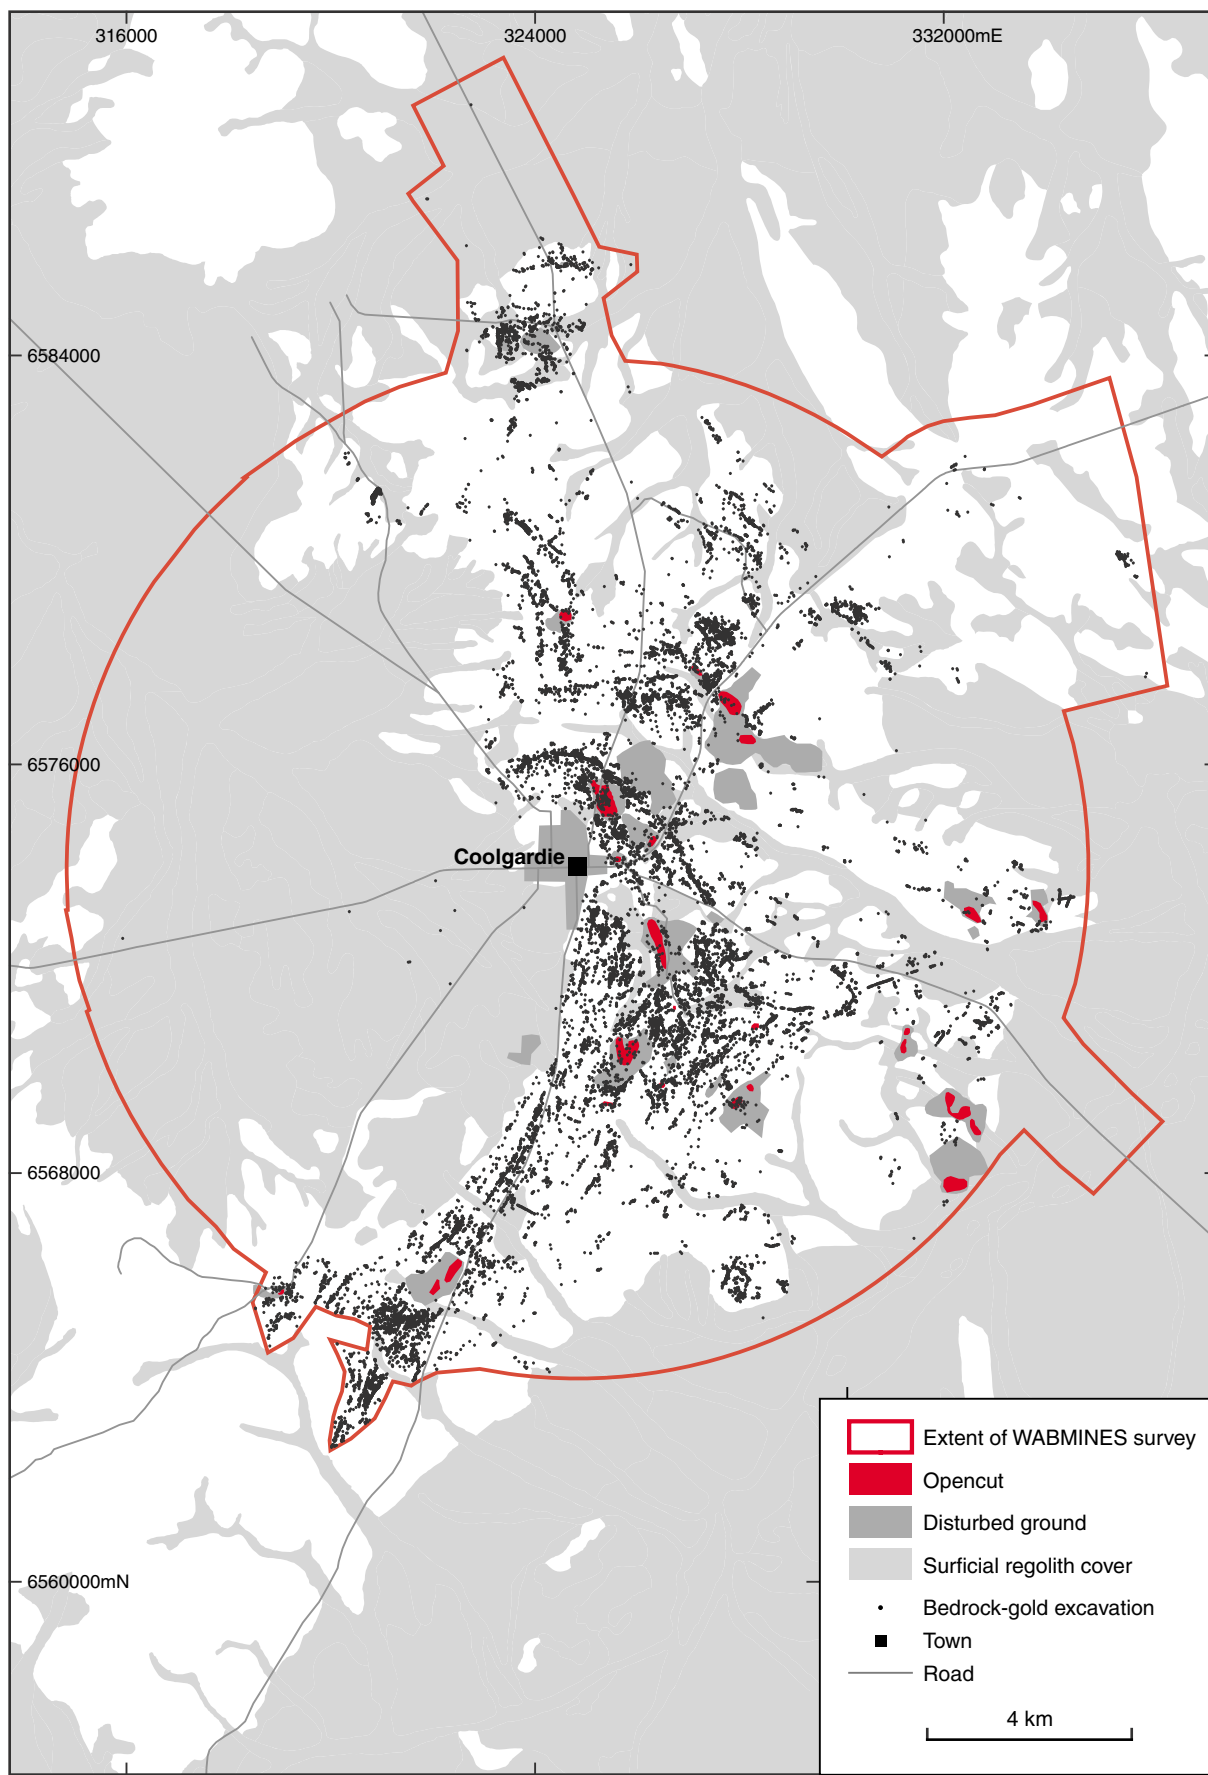 316000
324000
332000mE
6584000
6576000
Coolgardie
6568000
6560000mN
Extent of WABMINES survey
Opencut
Disturbed ground
Surficial regolith cover
Bedrock-gold excavation
Town
Road
4 km